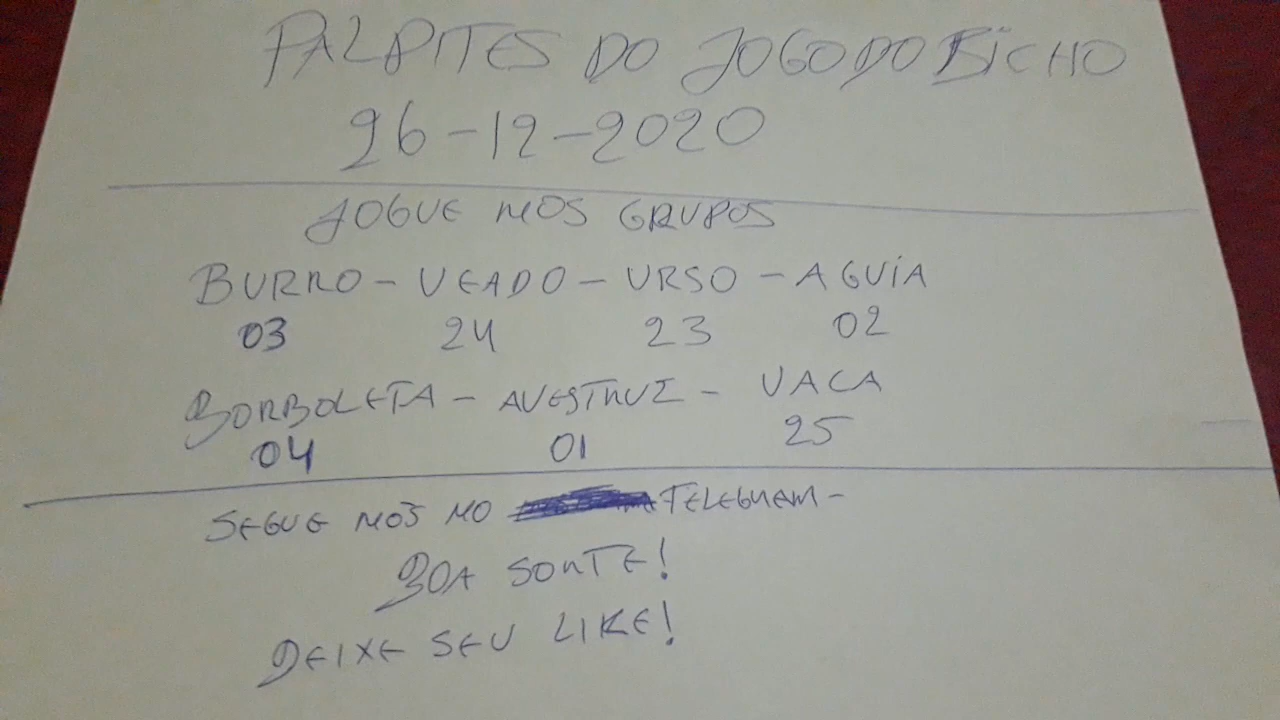 PALPITES DO JOGO DO BICHO
26-12-2020
JOGUE NOS GRUPOS
BURRO - VEADO - URSO - AGUIA
03 24 23 02
BORBOLETA - AVESTRUZ - VACA
04 01 25
SEGUE NOS NO TELEGRAM -
BOA SORTE!
DEIXE SEU LIKE!